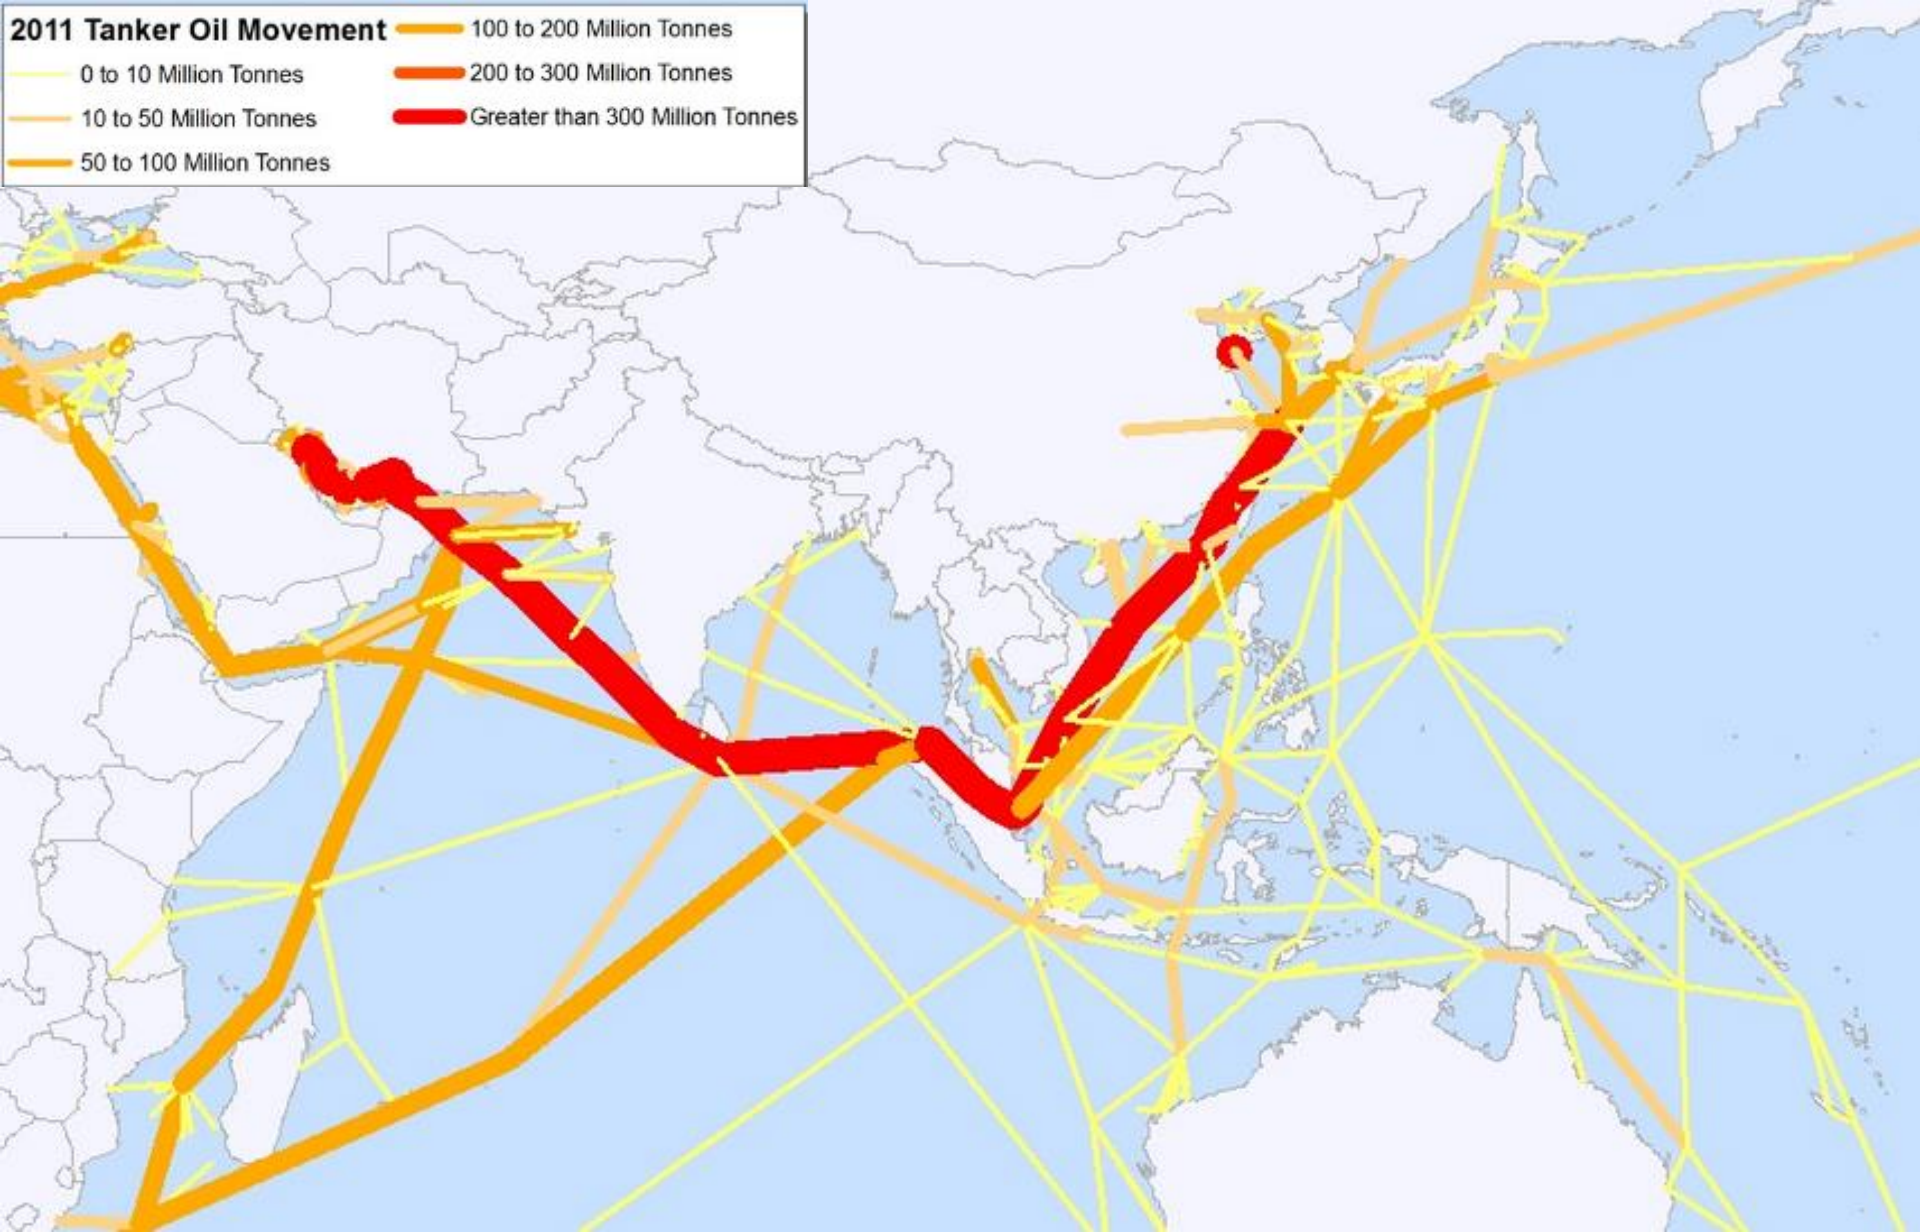 2011 Tanker Oil Movement
0 to 10 Million Tonnes
10 to 50 Million Tonnes
50 to 100 Million Tonnes
100 to 200 Million Tonnes
200 to 300 Million Tonnes
Greater than 300 Million Tonnes